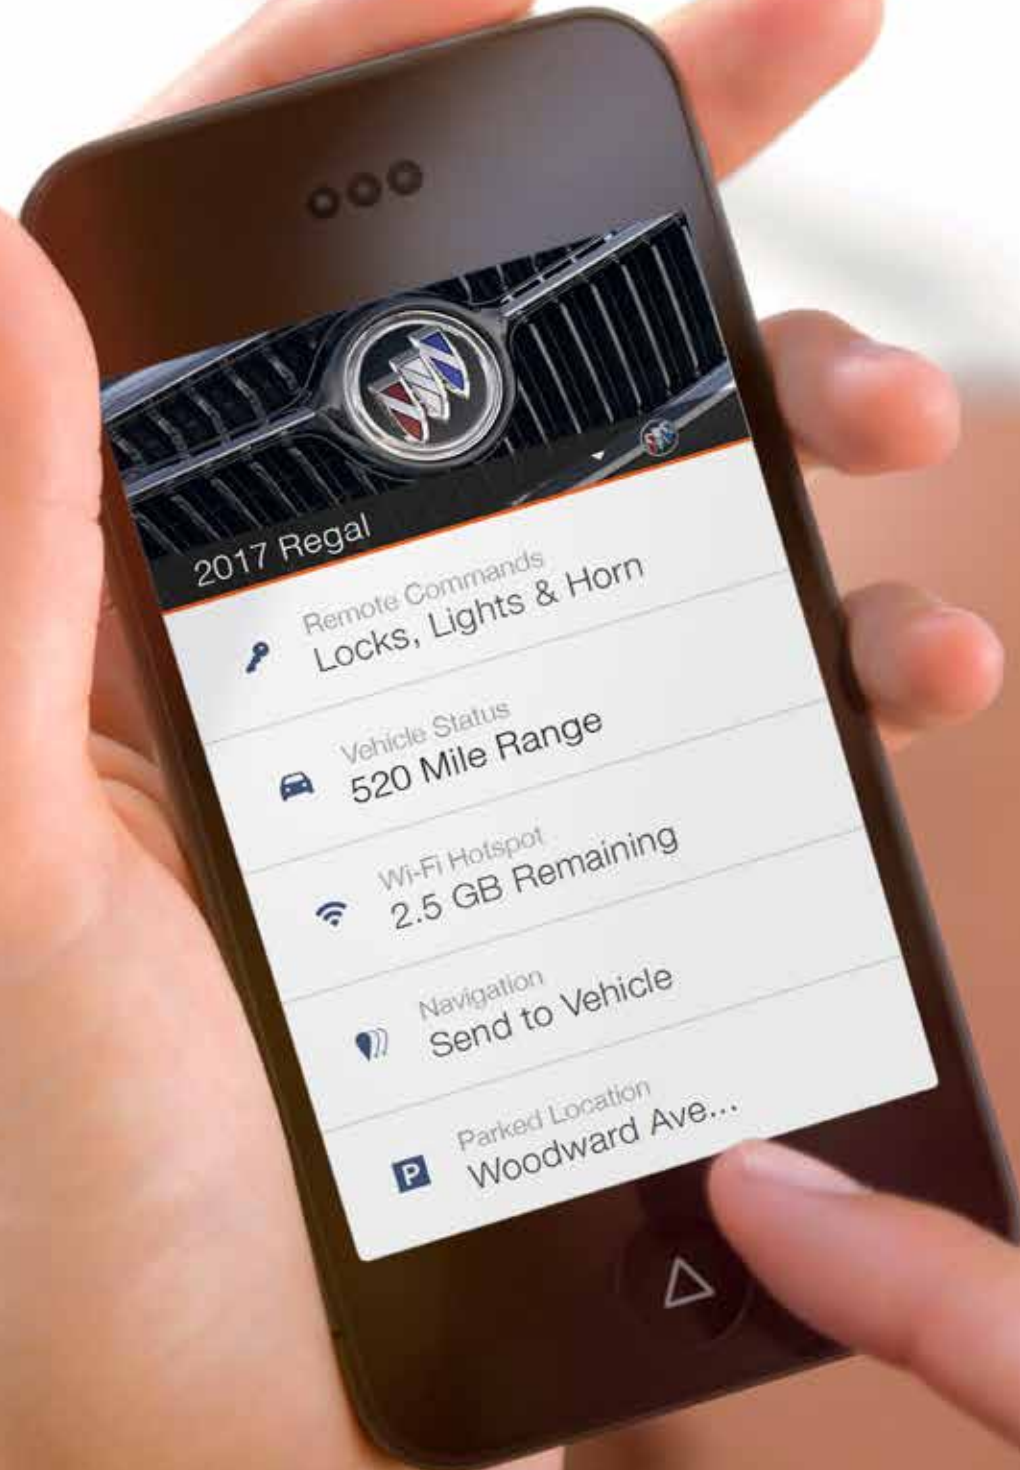 2017 Regal
Remote Commands
Locks, Lights & Horn
Vehicle Status
520 Mile Range
Wi-Fi Hotspot
2.5 GB Remaining
Navigation
Send to Vehicle
P
Parked Location
Woodward Ave...